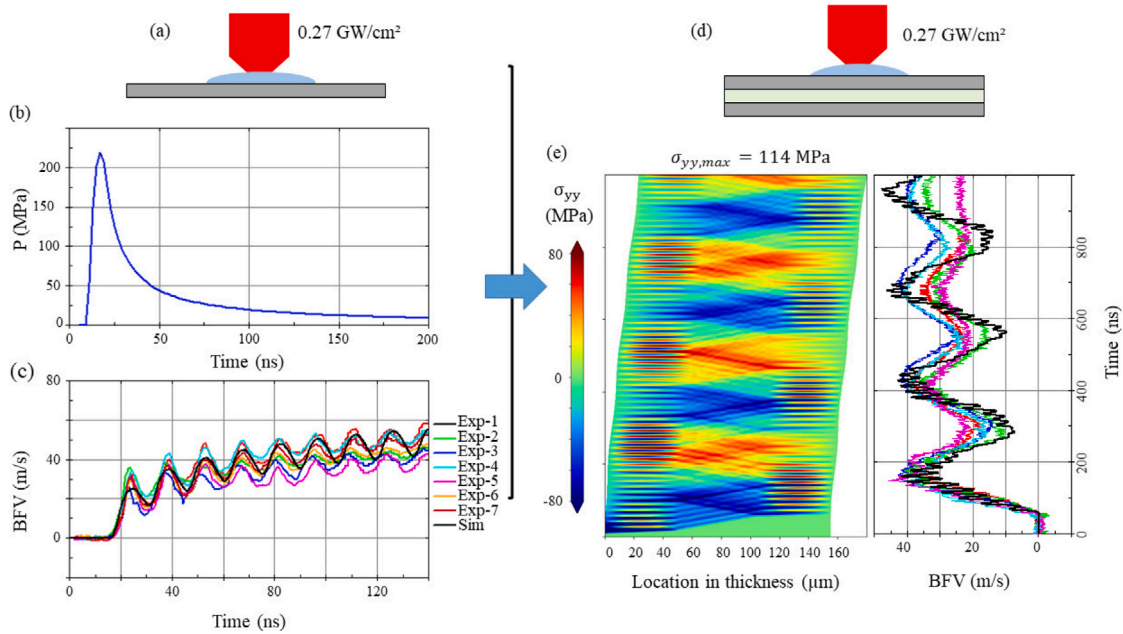 (a)
0.27 GW/cm²
(b)
P (MPa)
200
150
100
50
0
0
50
100
150
200
Time (ns)
(c)
BFV (m/s)
80
60
40
20
0
0
40
80
120
Time (ns)
Exp-1
Exp-2
Exp-3
Exp-4
Exp-5
Exp-6
Exp-7
Sim
(d)
0.27 GW/cm²
(e)
σyy,max = 114 MPa
σyy
(MPa)
80
0
-80
0 20 40 60 80 100 120 140 160
Location in thickness (μm)
40
20
0
BFV (m/s)
800
600
400
200
0
Time (ns)